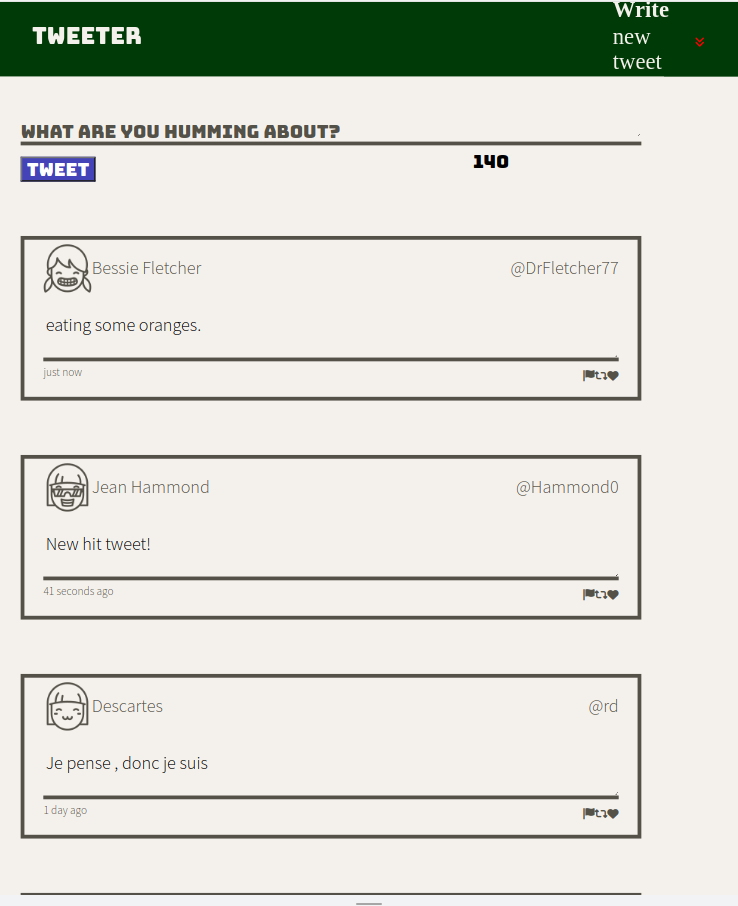 TWEETER
Write
new
tweet
WHAT ARE YOU HUMMING ABOUT?
TWEET
140
Bessie Fletcher @DrFletcher77
eating some oranges.
just now
Jean Hammond @Hammond0
New hit tweet!
41 seconds ago
Descartes @rd
Je pense , donc je suis
1 day ago